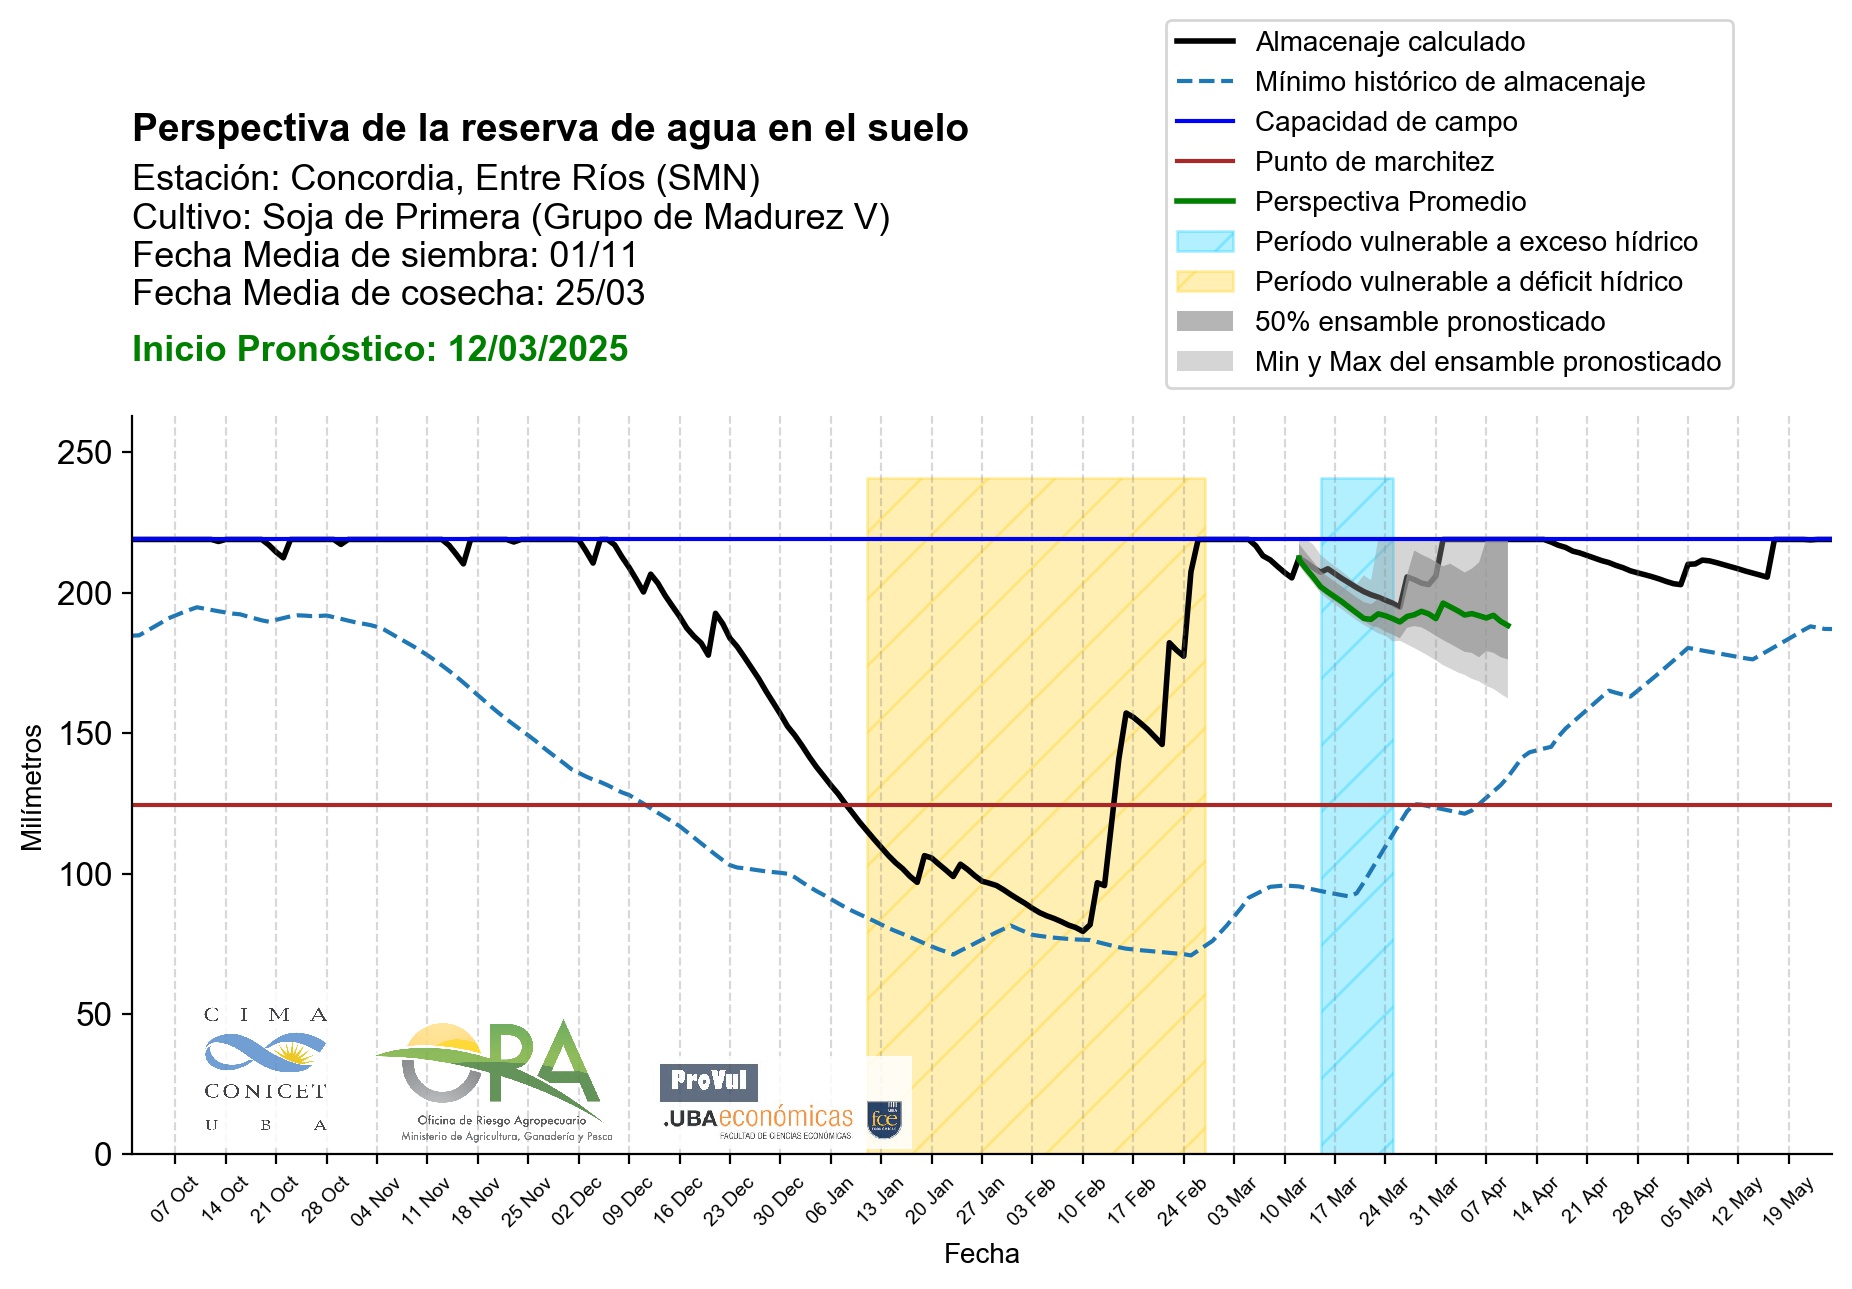 Almacenaje calculado
Mínimo histórico de almacenaje
Capacidad de campo
Punto de marchitez
Perspectiva Promedio
Período vulnerable a exceso hídrico
Período vulnerable a déficit hídrico
50% ensamble pronosticado
Min y Max del ensamble pronosticado
Perspectiva de la reserva de agua en el suelo
Estación: Concordia, Entre Ríos (SMN)
Cultivo: Soja de Primera (Grupo de Madurez V)
Fecha Media de siembra: 01/11
Fecha Media de cosecha: 25/03
Inicio Pronóstico: 12/03/2025
250
200
150
100
50
0
Milímetros
CIMA
CONICET
UBA
OPA
Oficina de Riesgo Agropecuario
Ministerio de Agricultura, Ganadería y Pesca
ProVul
.UBAeconómicas
FACULTAD DE CIENCIAS ECONÓMICAS
UBA
fce
07 Oct
14 Oct
21 Oct
28 Oct
04 Nov
11 Nov
18 Nov
25 Nov
02 Dec
09 Dec
16 Dec
23 Dec
30 Dec
06 Jan
13 Jan
20 Jan
27 Jan
03 Feb
10 Feb
17 Feb
24 Feb
03 Mar
10 Mar
17 Mar
24 Mar
31 Mar
07 Apr
14 Apr
21 Apr
28 Apr
05 May
12 May
19 May
Fecha